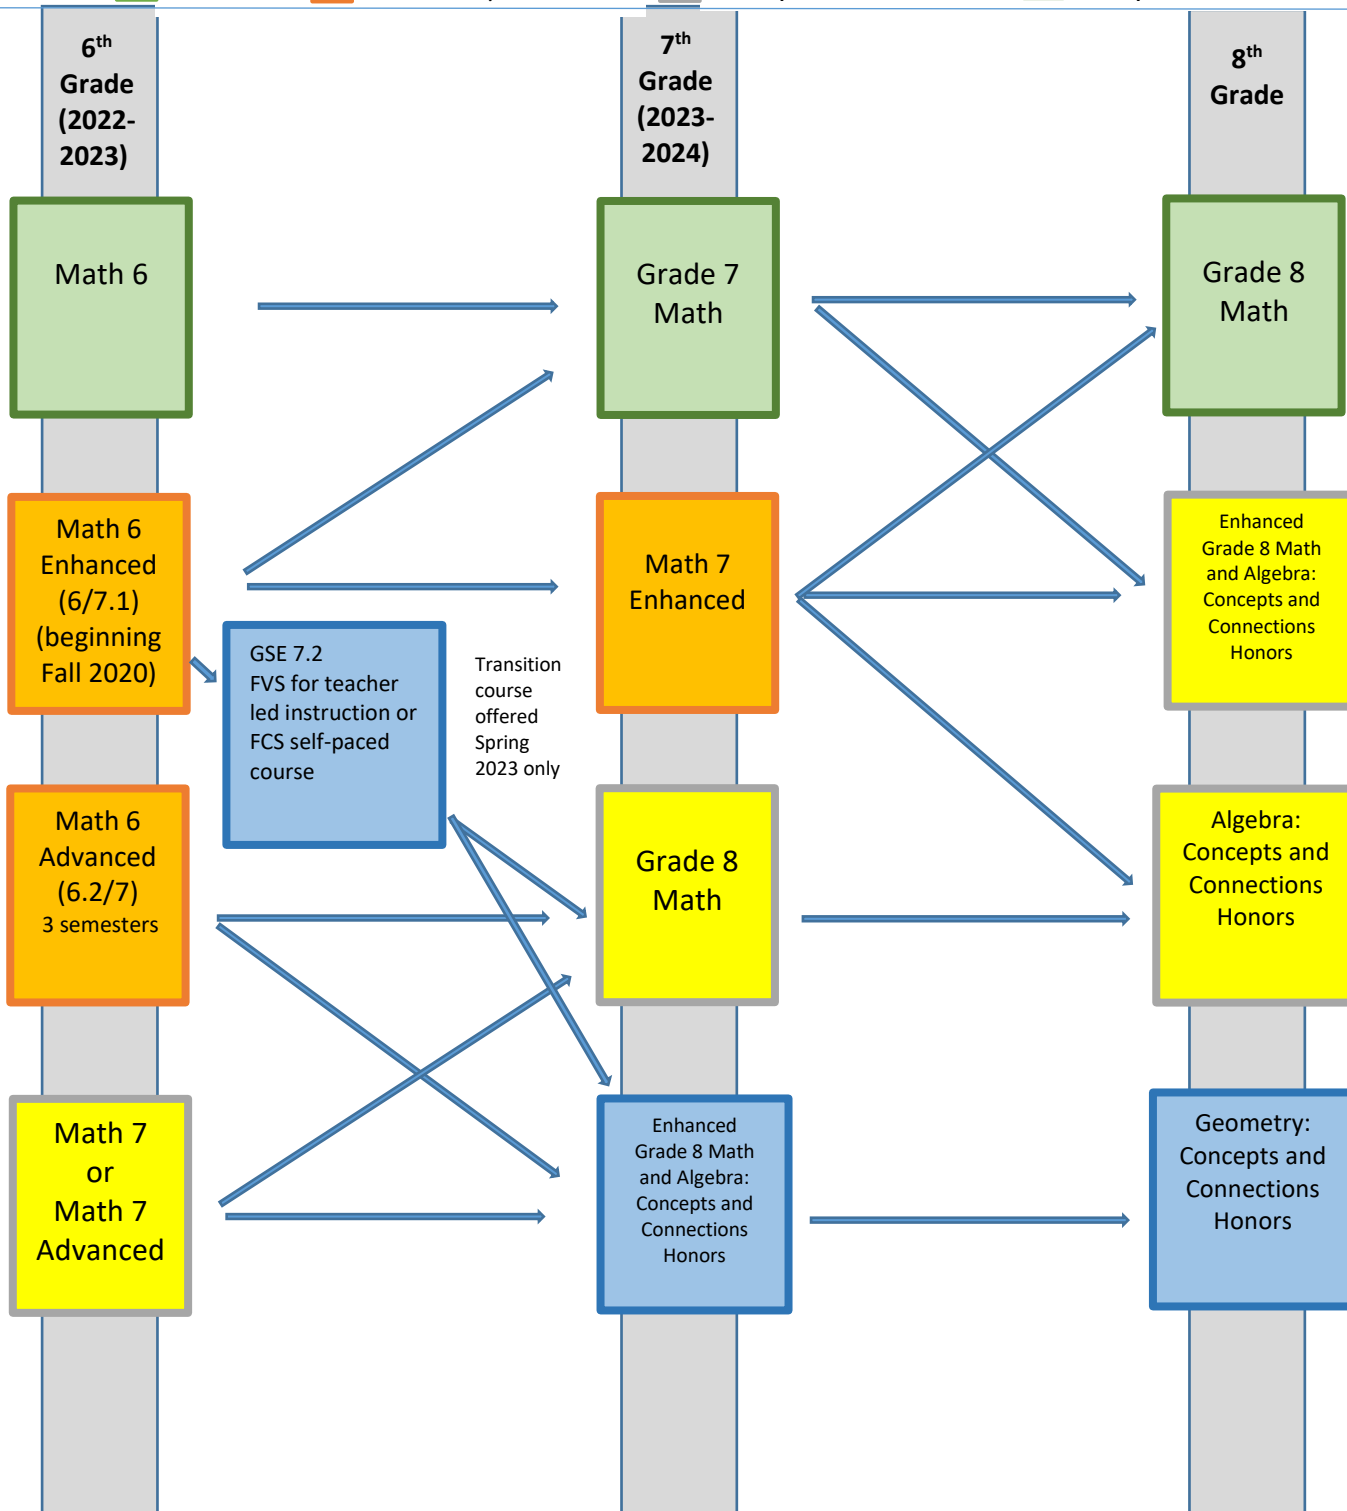 6th
Grade
(2022-
2023)
7th
Grade
(2023-
2024)
8th
Grade
Math 6
Grade 7
Math
Grade 8
Math
Math 6
Enhanced
(6/7.1)
(beginning
Fall 2020)
GSE 7.2
FVS for teacher
led instruction or
FCS self-paced
course
Transition
course
offered
Spring
2023 only
Math 7
Enhanced
Enhanced
Grade 8 Math
and Algebra:
Concepts and
Connections
Honors
Math 6
Advanced
(6.2/7)
3 semesters
Grade 8
Math
Algebra:
Concepts and
Connections
Honors
Math 7
or
Math 7
Advanced
Enhanced
Grade 8 Math
and Algebra:
Concepts and
Connections
Honors
Geometry:
Concepts and
Connections
Honors